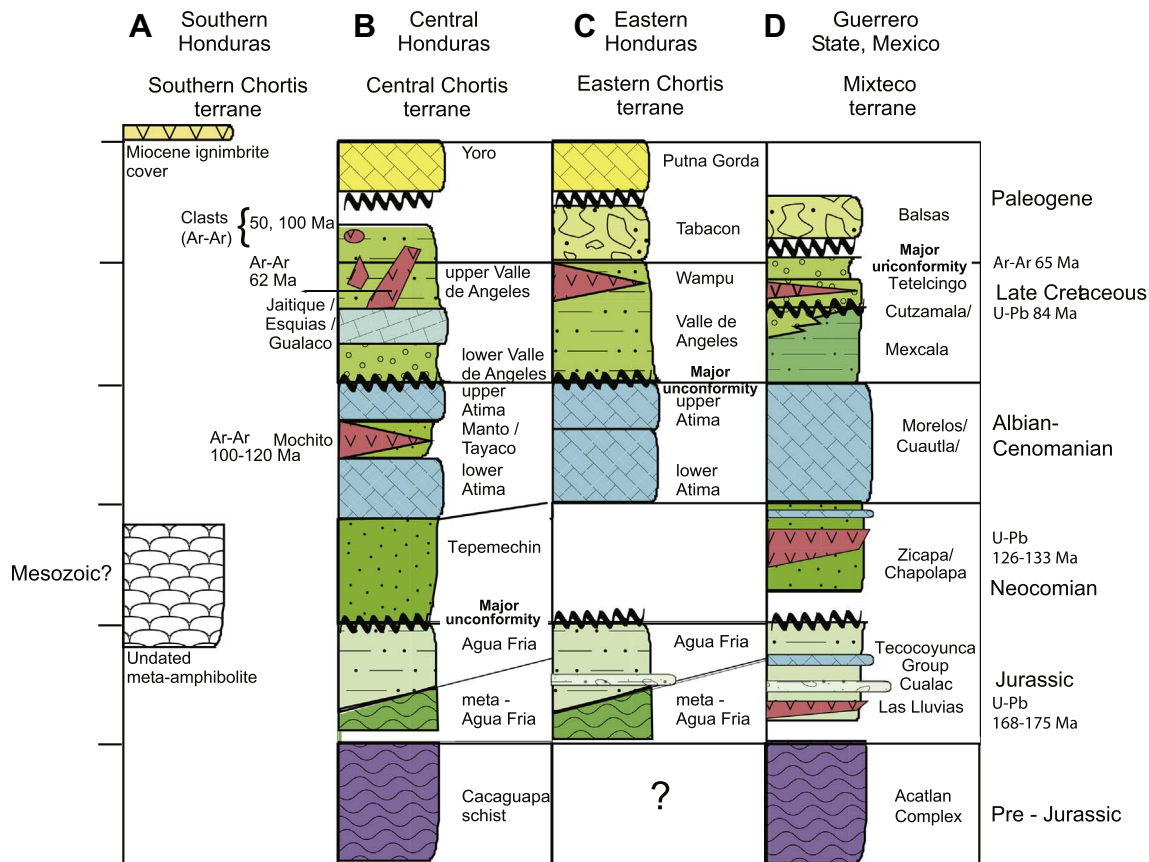 A
Southern
Honduras
Southern Chortis
terrane
B
Central
Honduras
Central Chortis
terrane
C
Eastern
Honduras
Eastern Chortis
terrane
D
Guerrero
State, Mexico
Mixteco
terrane
Miocene ignimbrite
cover
Clasts
(Ar-Ar)
{
50, 100 Ma
Ar-Ar
62 Ma
Jaitique /
Esquias /
Gualaco
Ar-Ar
100-120 Ma
Mochito
Mesozoic?
Undated
meta-amphibolite
Yoro
upper Valle
de Angeles
lower Valle
de Angeles
upper
Atima
Manto /
Tayaco
lower
Atima
Tepemechin
Major
unconformity
Agua Fria
meta -
Agua Fria
Cacaguapa
schist
Putna Gorda
Tabacon
Wampu
Valle de
Angeles
Major
unconformity
upper
Atima
lower
Atima
Agua Fria
meta -
Agua Fria
?
Balsas
Major
unconformity
Tetelcingo
Cutzamala/
Mexcala
Morelos/
Cuautla/
Zicapa/
Chapolapa
Tecocoyunca
Group
Cualac
Las Lluvias
Acatlan
Complex
Paleogene
Ar-Ar 65 Ma
Late Cretaceous
U-Pb 84 Ma
Albian-
Cenomanian
U-Pb
126-133 Ma
Neocomian
Jurassic
U-Pb
168-175 Ma
Pre - Jurassic